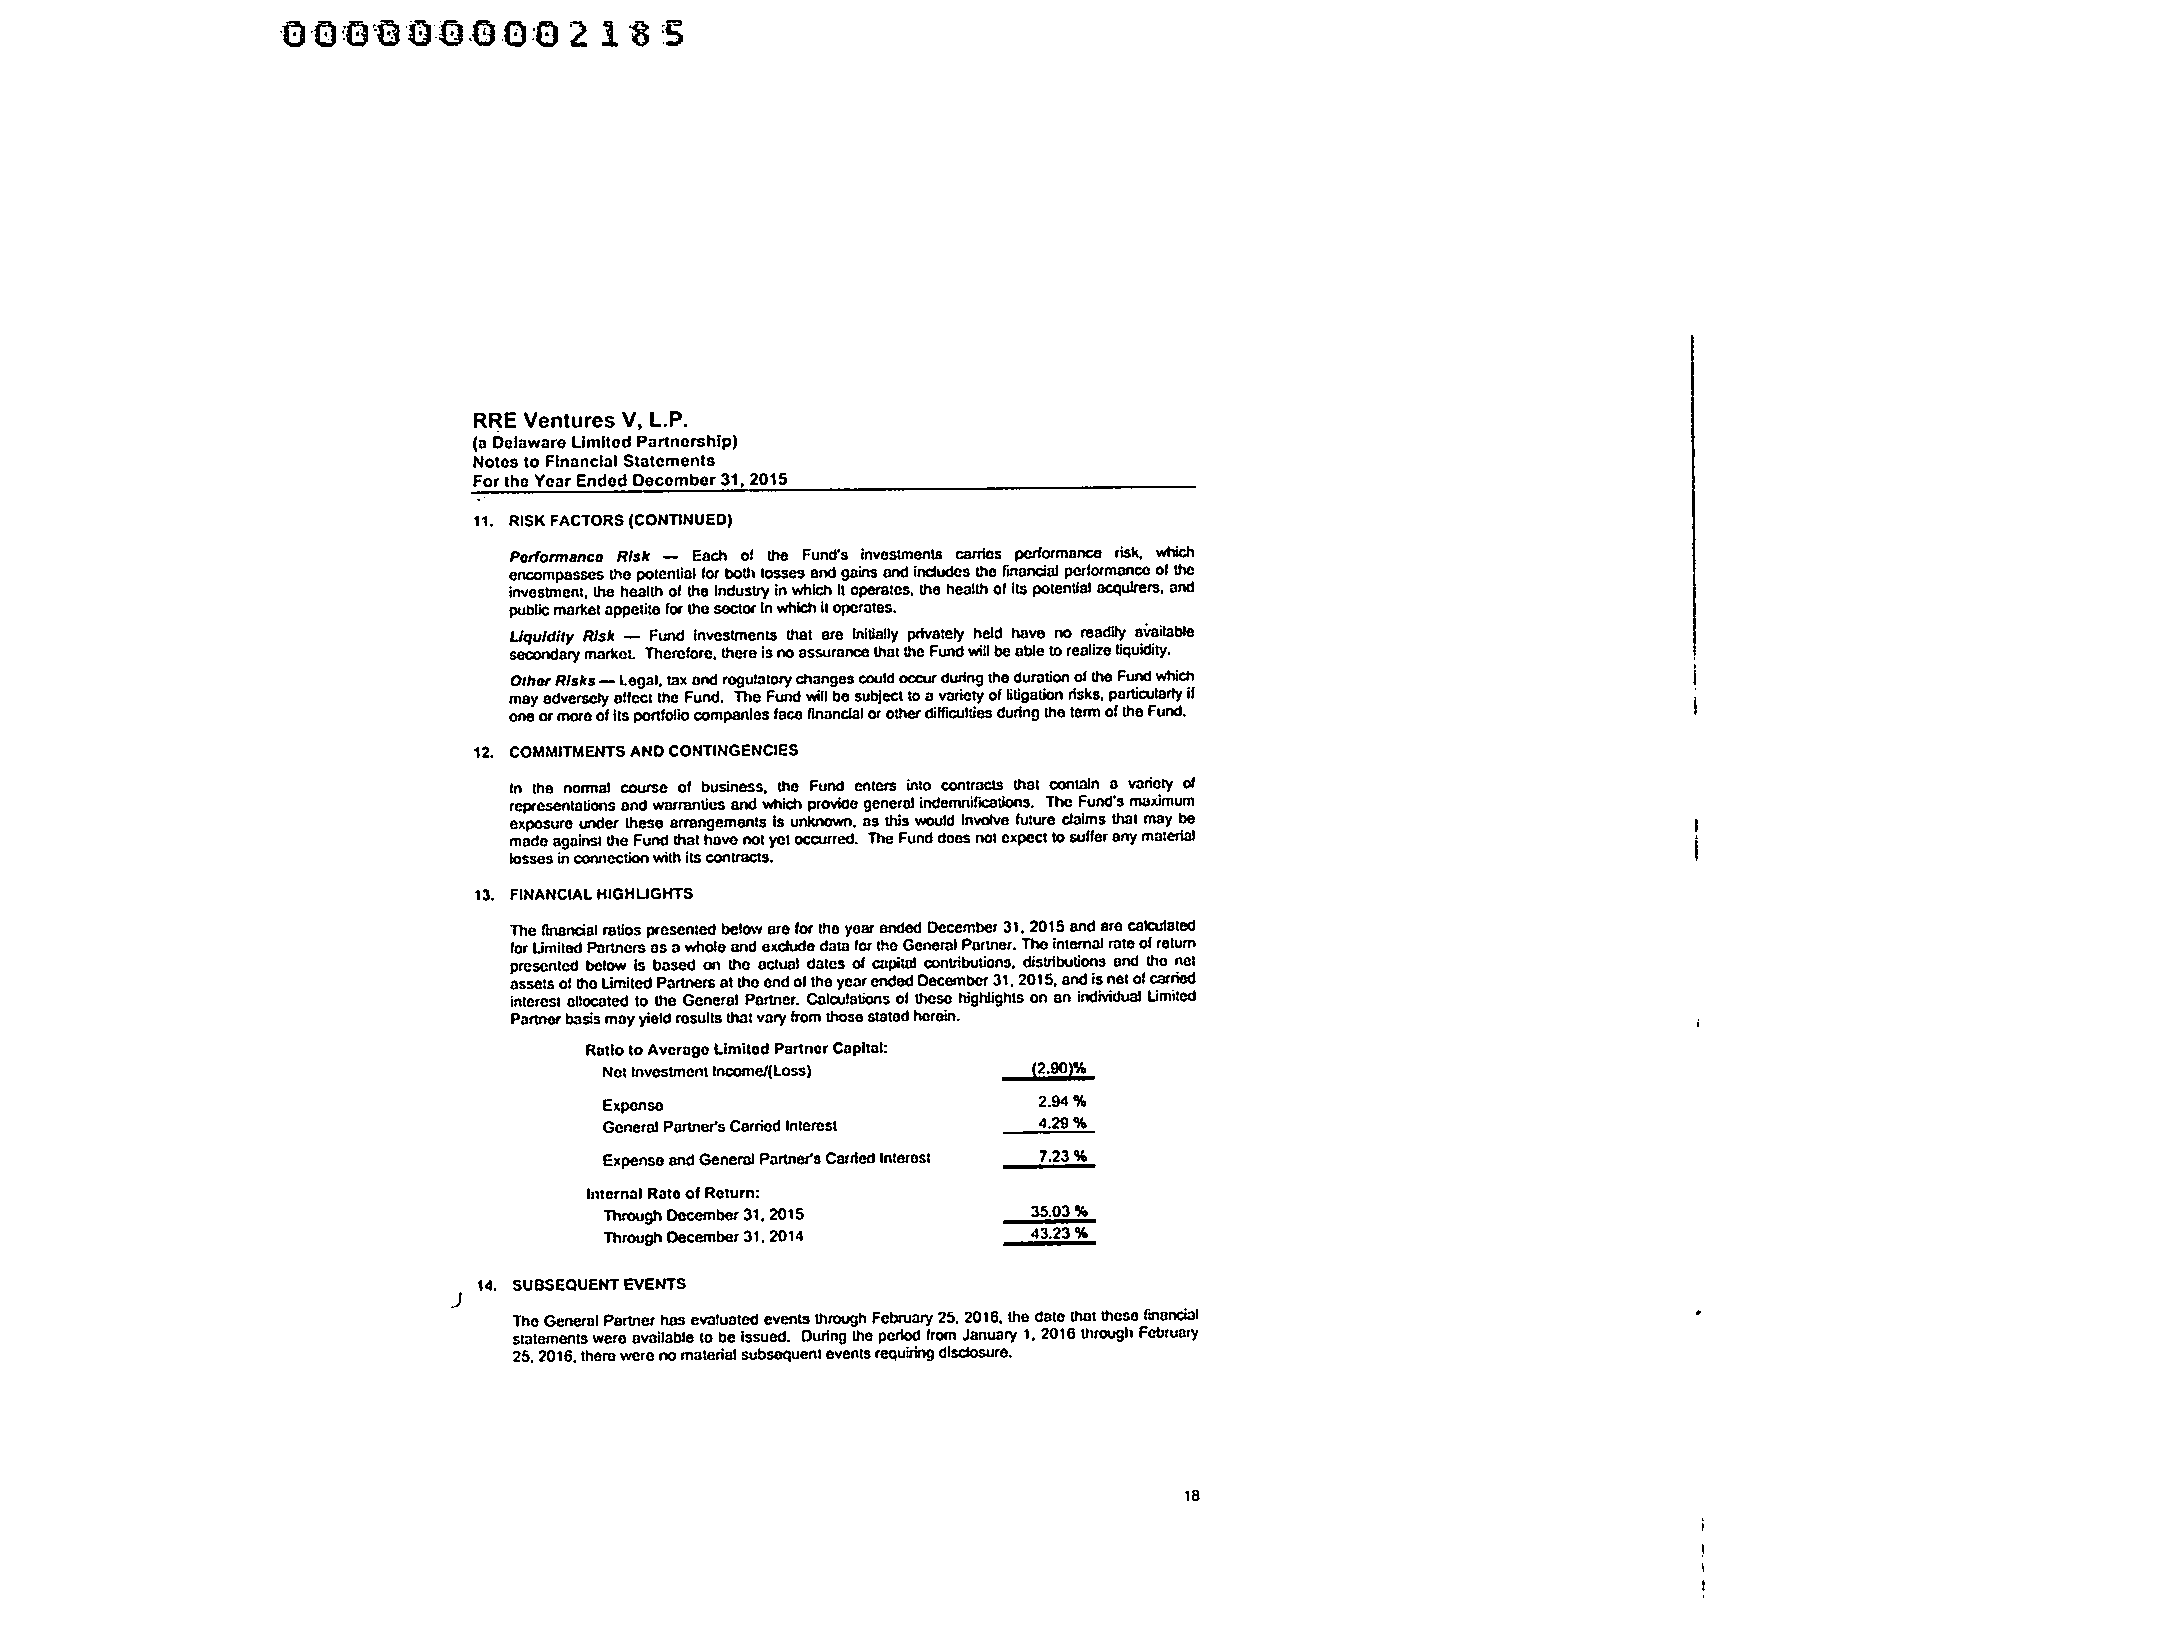 0000000002185
RRE Ventures V, L.P.
(a Delaware Limited Partnership)
Notes to Financial Statements
For the Year Ended December 31, 2015
11. RISK FACTORS (CONTINUED)
Performance Risk — Each of the Fund's investments carries performance risk, which
encompasses the potential for both losses and gains and includes the financial performance of the
investment, the health of the industry in which it operates, the health of its potential acquirers, and
public market appetite for the sector in which it operates.
Liquidity Risk — Fund investments that are initially privately held have no readily available
secondary market. Therefore, there is no assurance that the Fund will be able to realize liquidity.
Other Risks — Legal, tax and regulatory changes could occur during the duration of the Fund which
may adversely affect the Fund. The Fund will be subject to a variety of litigation risks, particularly if
one or more of its portfolio companies face financial or other difficulties during the term of the Fund.
12. COMMITMENTS AND CONTINGENCIES
In the normal course of business, the Fund enters into contracts that contain a variety of
representations and warranties and which provide general indemnifications. The Fund's maximum
exposure under these arrangements is unknown, as this would involve future claims that may be
made against the Fund that have not yet occurred. The Fund does not expect to suffer any material
losses in connection with its contracts.
13. FINANCIAL HIGHLIGHTS
The financial ratios presented below are for the year ended December 31, 2015 and are calculated
for Limited Partners as a whole and exclude data for the General Partner. The internal rate of return
presented below is based on the actual dates of capital contributions, distributions and the net
assets of the Limited Partners at the end of the year ended December 31, 2015, and is net of carried
interest allocated to the General Partner. Calculations of these highlights on an individual Limited
Partner basis may yield results that vary from those stated herein.
Ratio to Average Limited Partner Capital:
Net Investment Income/(Loss) (2.90)%
Expense 2.94 %
General Partner's Carried Interest 4.29 %
Expense and General Partner's Carried Interest 7.23 %
Internal Rate of Return:
Through December 31, 2015 35.03 %
Through December 31, 2014 43.23 %
14. SUBSEQUENT EVENTS
The General Partner has evaluated events through February 25, 2016, the date that these financial
statements were available to be issued. During the period from January 1, 2016 through February
25, 2016, there were no material subsequent events requiring disclosure.
18